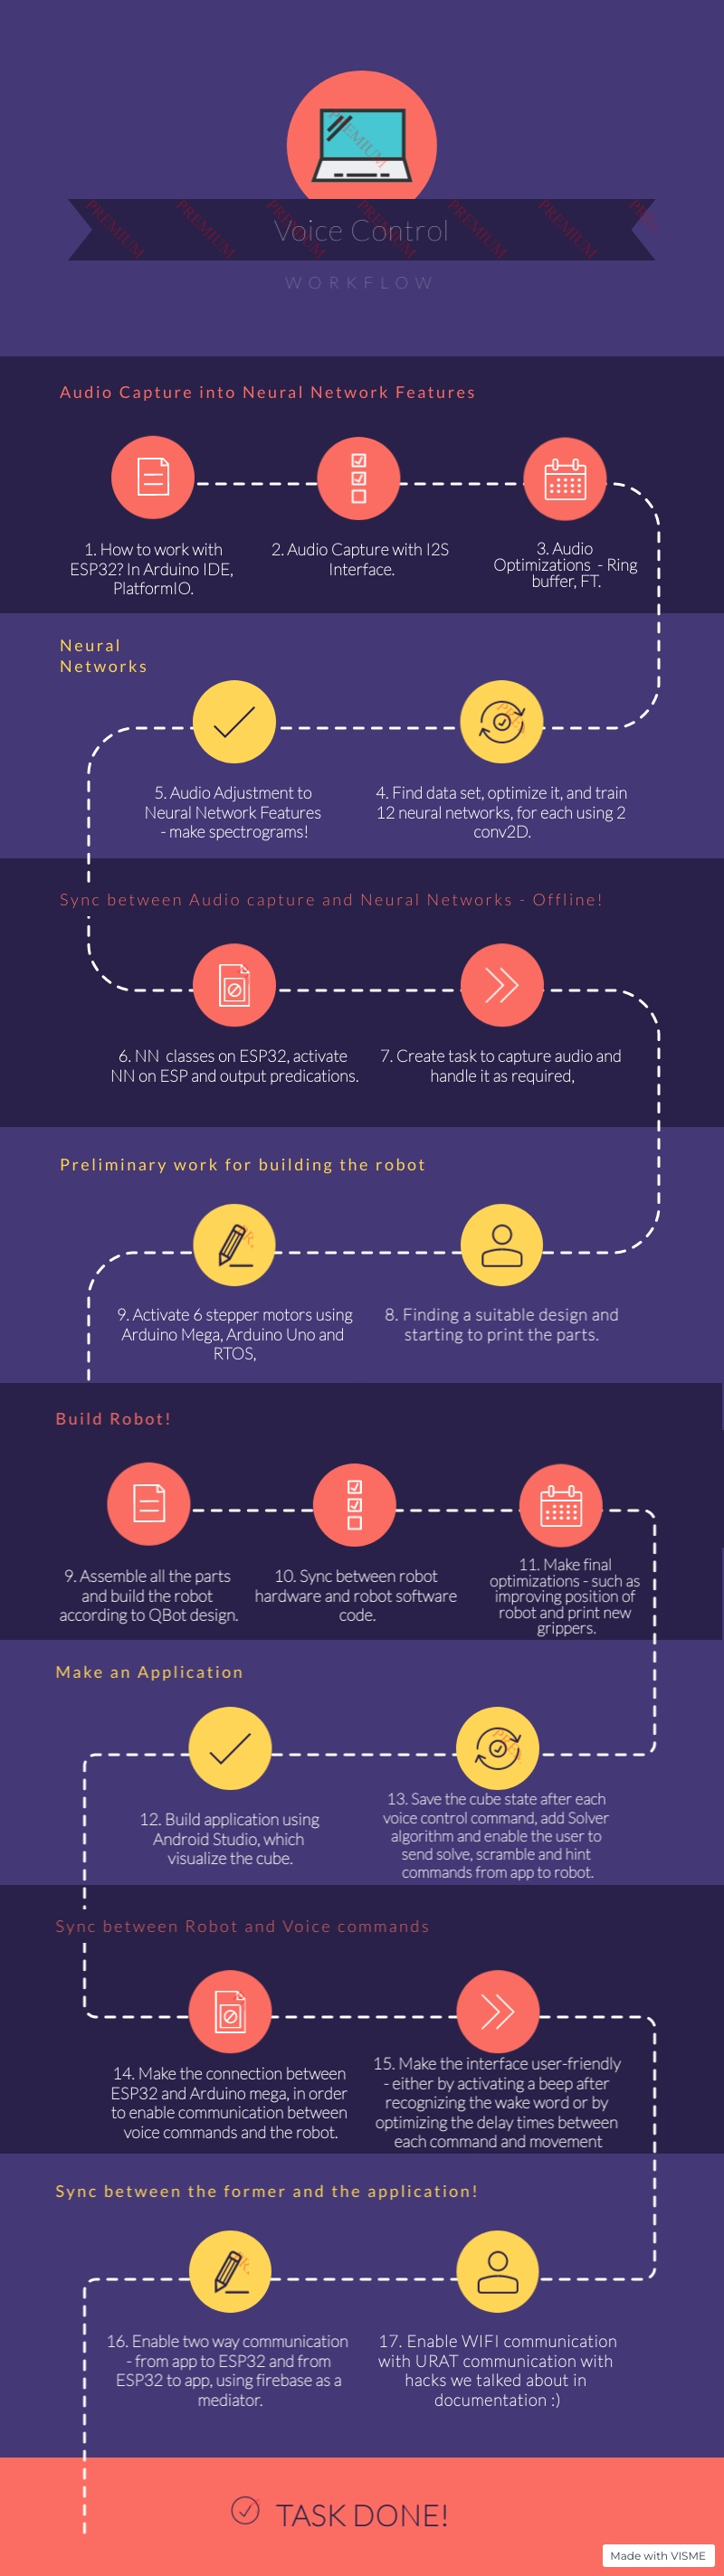 Voice Control
WORKFLOW
Audio Capture into Neural Network Features
1. How to work with
ESP32? In Arduino IDE,
PlatformIO.
2. Audio Capture with I2S
Interface.
3. Audio
Optimizations - Ring
buffer, FT.
Neural
Networks
5. Audio Adjustment to
Neural Network Features
- make spectrograms!
4. Find data set, optimize it, and train
12 neural networks, for each using 2
conv2D.
Sync between Audio capture and Neural Networks - Offline!
6. NN classes on ESP32, activate
NN on ESP and output predications.
7. Create task to capture audio and
handle it as required,
Preliminary work for building the robot
9. Activate 6 stepper motors using
Arduino Mega, Arduino Uno and
RTOS,
8. Finding a suitable design and
starting to print the parts.
Build Robot!
9. Assemble all the parts
and build the robot
according to QBot design.
10. Sync between robot
hardware and robot software
code.
11. Make final
optimizations - such as
improving position of
robot and print new
grippers.
Make an Application
12. Build application using
Android Studio, which
visualize the cube.
13. Save the cube state after each
voice control command, add Solver
algorithm and enable the user to
send solve, scramble and hint
commands from app to robot.
Sync between Robot and Voice commands
14. Make the connection between
ESP32 and Arduino mega, in order
to enable communication between
voice commands and the robot.
15. Make the interface user-friendly
- either by activating a beep after
recognizing the wake word or by
optimizing the delay times between
each command and movement
Sync between the former and the application!
16. Enable two way communication
- from app to ESP32 and from
ESP32 to app, using firebase as a
mediator.
17. Enable WIFI communication
with URAT communication with
hacks we talked about in
documentation :)
TASK DONE!
Made with VISME
PREMIUM
PREMIUM
PREMIUM
PREMIUM
PREMIUM
PREMIUM
PREMIUM